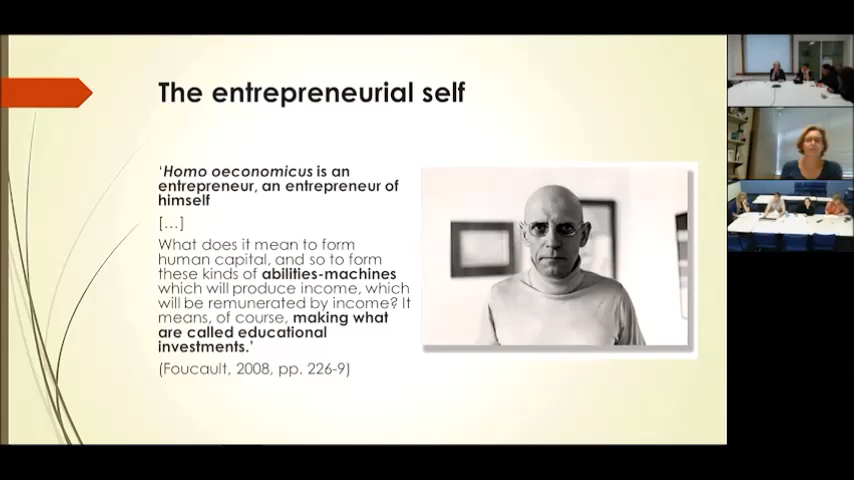 The entrepreneurial self
‘Homo oeconomicus is an
entrepreneur, an entrepreneur of
himself
[…]
What does it mean to form
human capital, and so to form
these kinds of abilities-machines
which will produce income, which
will be remunerated by income? It
means, of course, making what
are called educational
investments.’
(Foucault, 2008, pp. 226-9)